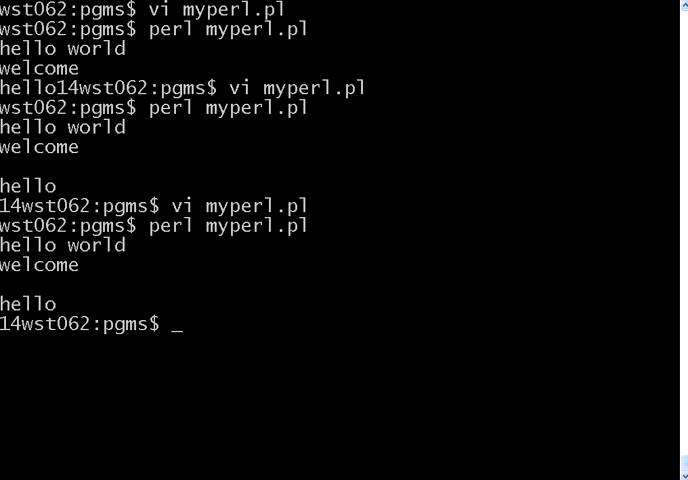 wst062:pgms$ vi myperl.pl
wst062:pgms$ perl myperl.pl
hello world
welcome
hello14wst062:pgms$ vi myperl.pl
wst062:pgms$ perl myperl.pl
hello world
welcome
hello
14wst062:pgms$ vi myperl.pl
wst062:pgms$ perl myperl.pl
hello world
welcome
hello
14wst062:pgms$ _